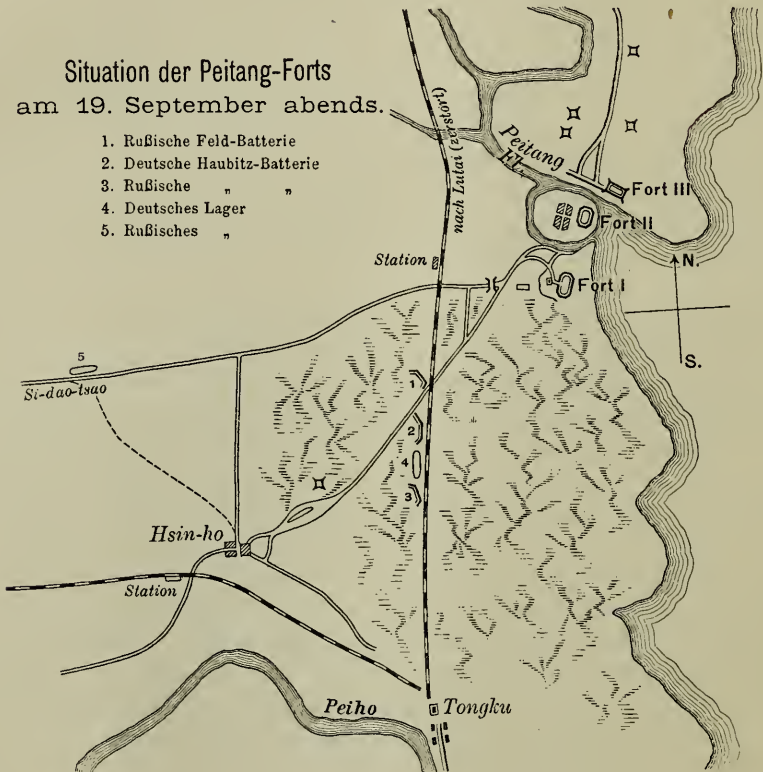 Situation der Peitang-Forts
am 19. September abends.
1. Rußische Feld-Batterie
2. Deutsche Haubitz-Batterie
3. Rußische „ „
4. Deutsches Lager
5. Rußisches „
nach Lutai (zerstört)
Peitang
Fl.
Fort III
Fort II
Station
Fort I
N.
S.
5
Si-dao-tsao
1
2
4
3
Hsin-ho
Station
Peiho
Tongku